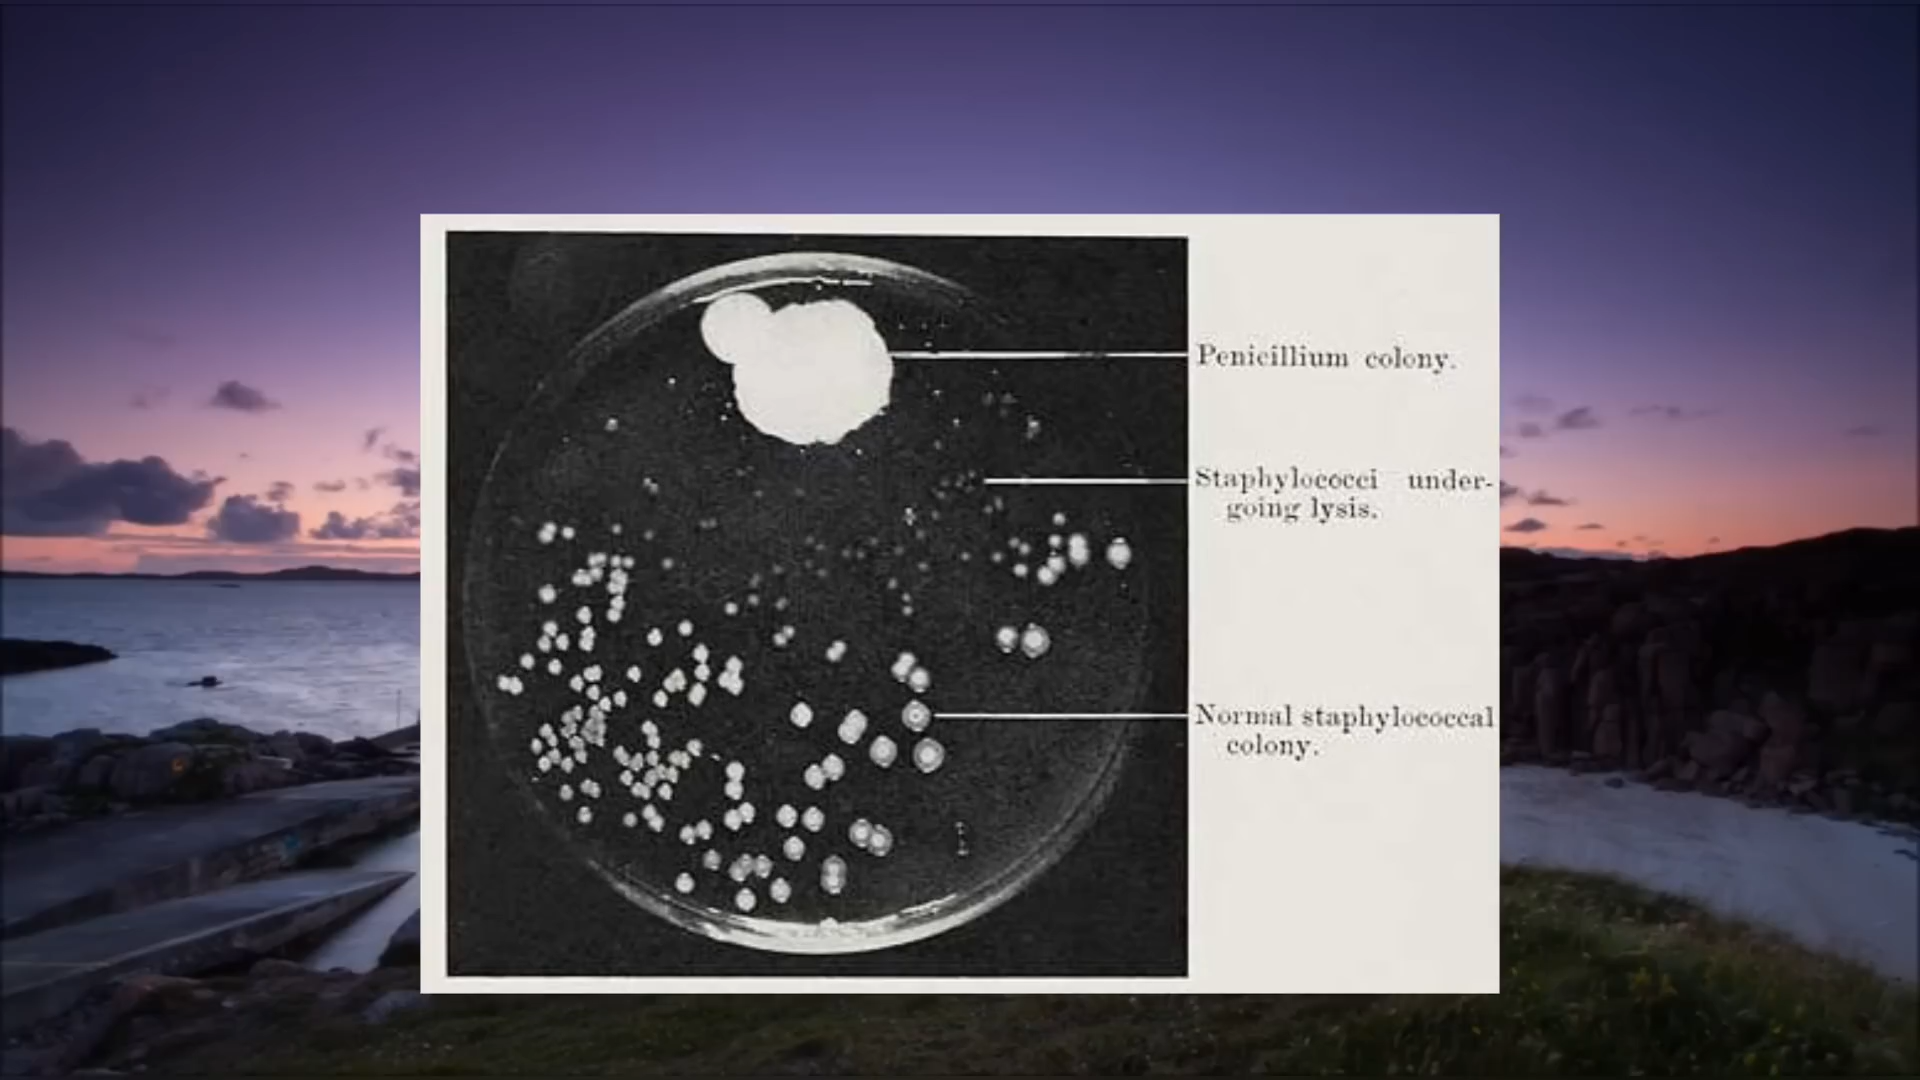 Penicillium colony.
Staphylococci under-
going lysis.
Normal staphylococcal
colony.